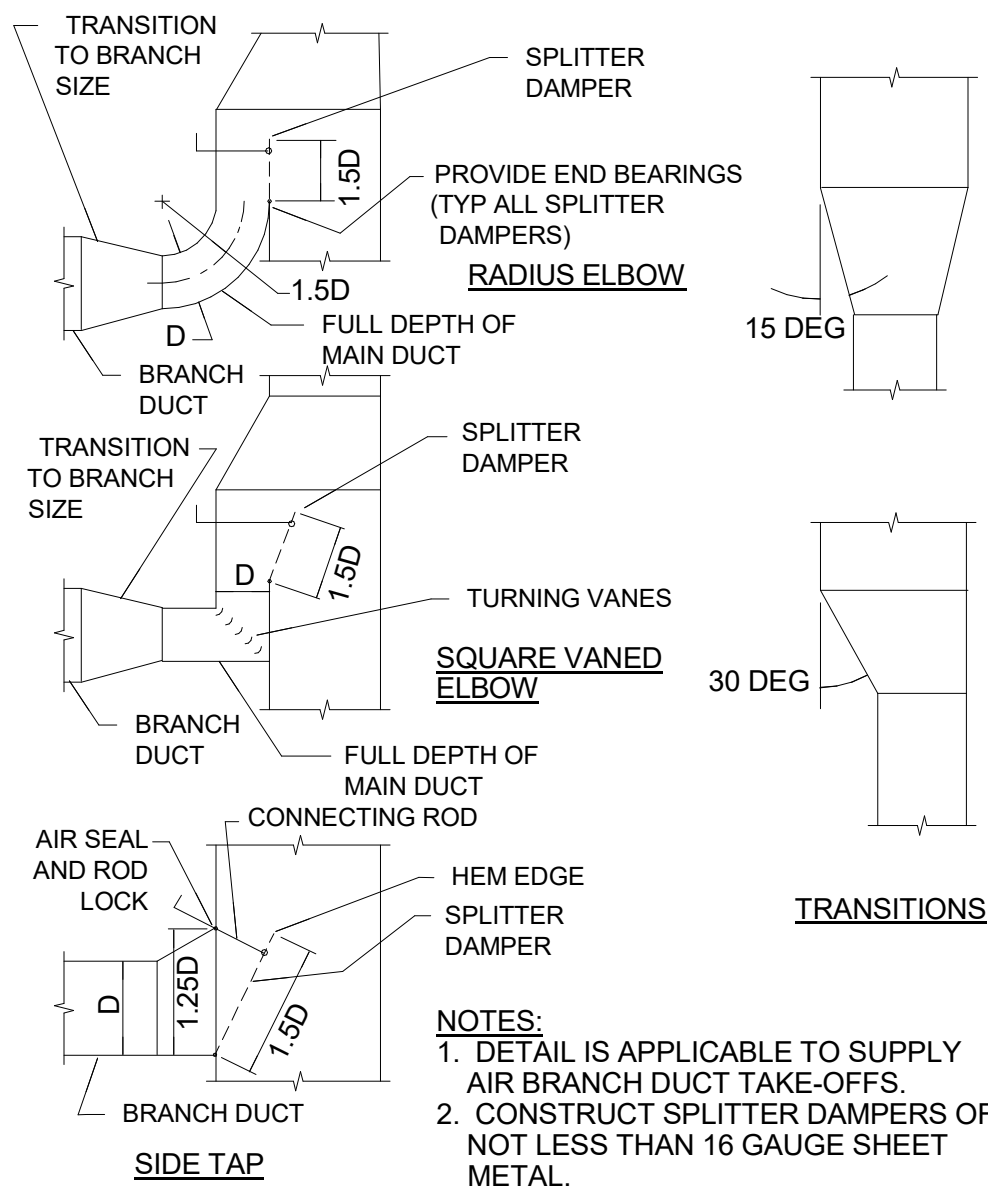 TRANSITION
TO BRANCH
SIZE
SPLITTER
DAMPER
1.5D
PROVIDE END BEARINGS
(TYP ALL SPLITTER
DAMPERS)
RADIUS ELBOW
1.5D
D
FULL DEPTH OF
MAIN DUCT
BRANCH
DUCT
15 DEG
TRANSITION
TO BRANCH
SIZE
SPLITTER
DAMPER
1.5D
D
TURNING VANES
SQUARE VANED
ELBOW
BRANCH
DUCT
FULL DEPTH OF
MAIN DUCT
30 DEG
CONNECTING ROD
AIR SEAL
AND ROD
LOCK
HEM EDGE
SPLITTER
DAMPER
D
1.25D
1.5D
BRANCH DUCT
SIDE TAP
TRANSITIONS
NOTES:
1. DETAIL IS APPLICABLE TO SUPPLY
AIR BRANCH DUCT TAKE-OFFS.
2. CONSTRUCT SPLITTER DAMPERS OF
NOT LESS THAN 16 GAUGE SHEET
METAL.